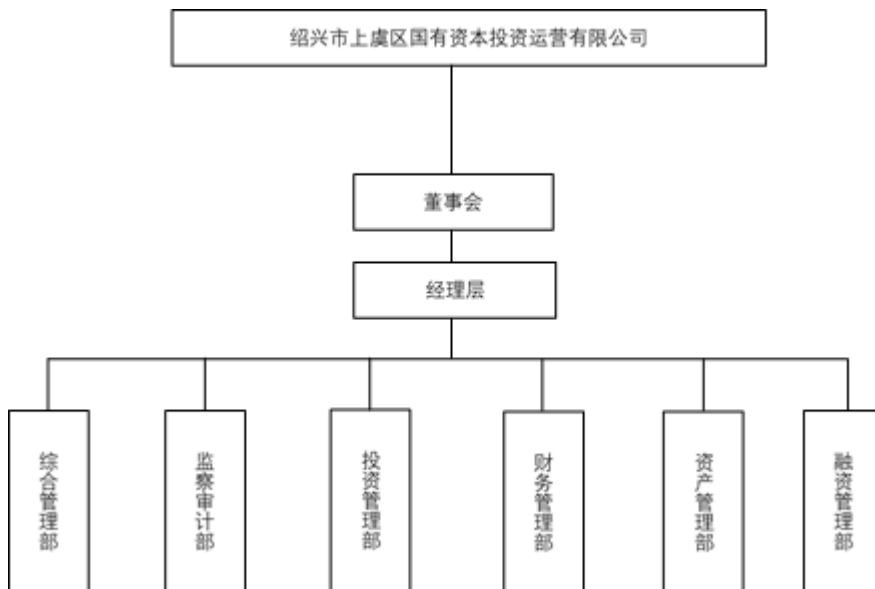 绍兴市上虞区国有资本投资运营有限公司
董事会
经理层
综合管理部
监察审计部
投资管理部
财务管理部
资产管理部
融资管理部